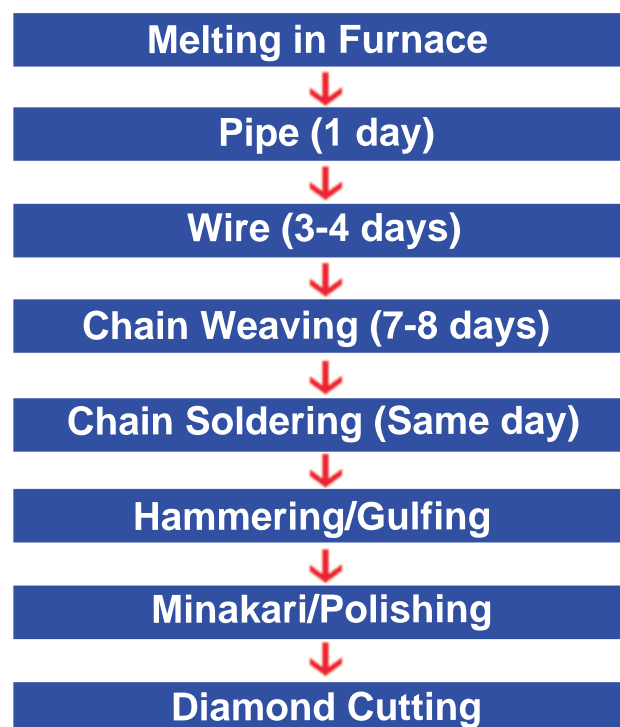 Melting in Furnace
Pipe (1 day)
Wire (3-4 days)
Chain Weaving (7-8 days)
Chain Soldering (Same day)
Hammering/Gulfing
Minakari/Polishing
Diamond Cutting